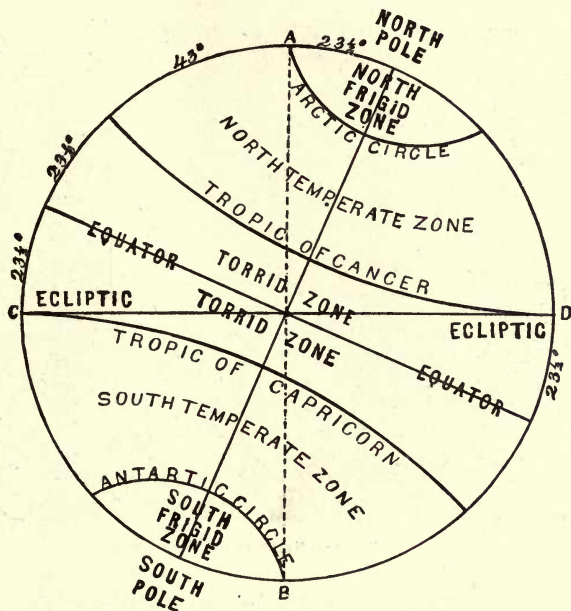 NORTH
POLE
A
23½°
43°
NORTH
FRIGID
ZONE
ARCTIC CIRCLE
NORTH TEMPERATE ZONE
23½°
TROPIC OF CANCER
23½°
EQUATOR
TORRID ZONE
C
ECLIPTIC
D
TORRID ZONE
ECLIPTIC
TROPIC OF CAPRICORN
EQUATOR
23½°
SOUTH TEMPERATE ZONE
ANTARTIC CIRCLE
SOUTH
FRIGID
ZONE
SOUTH
POLE
B